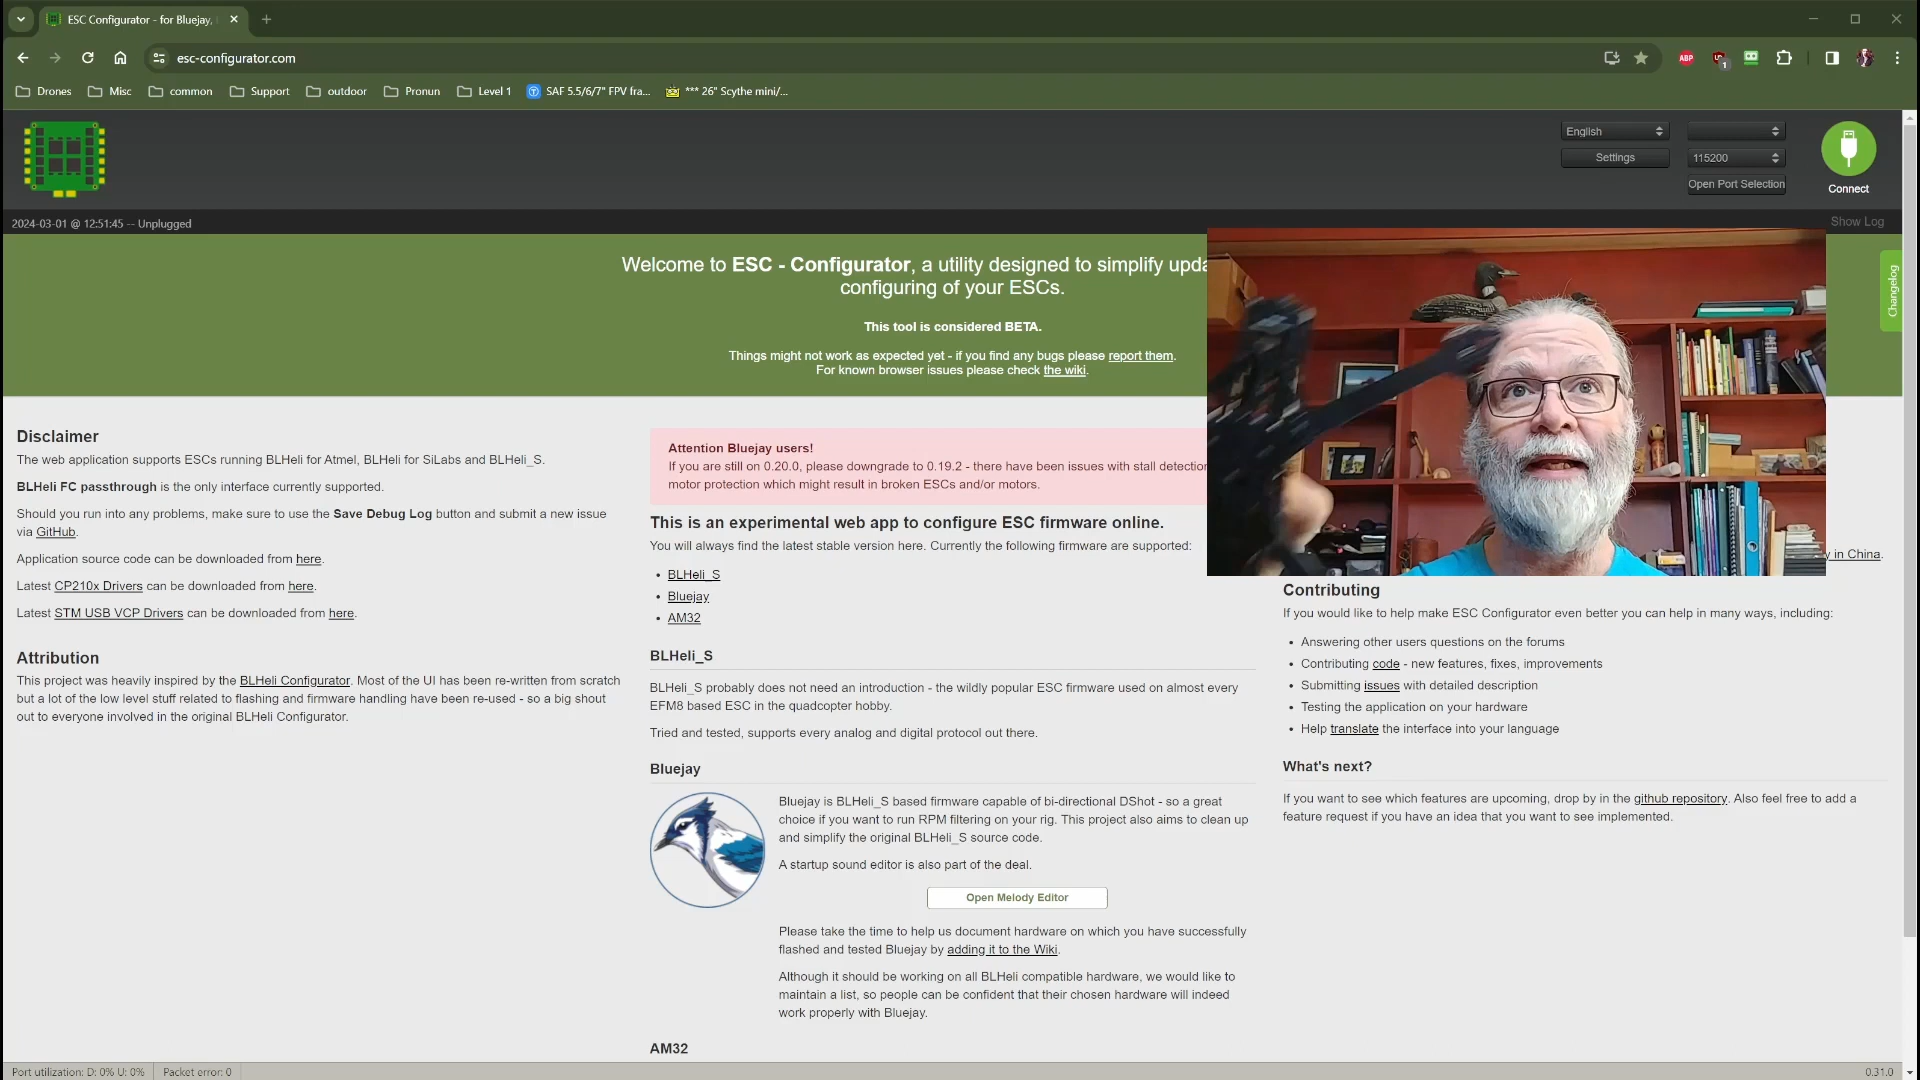 ESC Configurator - for Bluejay,
esc-configurator.com
ABP
1
Drones
Misc
common
Support
outdoor
Pronun
Level 1
SAF 5.5/6/7" FPV fra...
*** 26" Scythe mini/...
English
Settings
115200
Open Port Selection
Connect
2024-03-01 @ 12:51:45 -- Unplugged
Show Log
Changelog
Welcome to ESC - Configurator, a utility designed to simplify upda
configuring of your ESCs.
This tool is considered BETA.
Things might not work as expected yet - if you find any bugs please report them.
For known browser issues please check the wiki.
Disclaimer
The web application supports ESCs running BLHeli for Atmel, BLHeli for SiLabs and BLHeli_S.
BLHeli FC passthrough is the only interface currently supported.
Should you run into any problems, make sure to use the Save Debug Log button and submit a new issue
via GitHub.
Application source code can be downloaded from here.
Latest CP210x Drivers can be downloaded from here.
Latest STM USB VCP Drivers can be downloaded from here.
Attribution
This project was heavily inspired by the BLHeli Configurator. Most of the UI has been re-written from scratch
but a lot of the low level stuff related to flashing and firmware handling have been re-used - so a big shout
out to everyone involved in the original BLHeli Configurator.
Attention Bluejay users!
If you are still on 0.20.0, please downgrade to 0.19.2 - there have been issues with stall detection
motor protection which might result in broken ESCs and/or motors.
This is an experimental web app to configure ESC firmware online.
You will always find the latest stable version here. Currently the following firmware are supported:
• BLHeli_S
• Bluejay
• AM32
BLHeli_S
BLHeli_S probably does not need an introduction - the wildly popular ESC firmware used on almost every
EFM8 based ESC in the quadcopter hobby.
Tried and tested, supports every analog and digital protocol out there.
Bluejay
Bluejay is BLHeli_S based firmware capable of bi-directional DShot - so a great
choice if you want to run RPM filtering on your rig. This project also aims to clean up
and simplify the original BLHeli_S source code.
A startup sound editor is also part of the deal.
Open Melody Editor
Please take the time to help us document hardware on which you have successfully
flashed and tested Bluejay by adding it to the Wiki.
Although it should be working on all BLHeli compatible hardware, we would like to
maintain a list, so people can be confident that their chosen hardware will indeed
work properly with Bluejay.
AM32
y in China.
Contributing
If you would like to help make ESC Configurator even better you can help in many ways, including:
• Answering other users questions on the forums
• Contributing code - new features, fixes, improvements
• Submitting issues with detailed description
• Testing the application on your hardware
• Help translate the interface into your language
What's next?
If you want to see which features are upcoming, drop by in the github repository. Also feel free to add a
feature request if you have an idea that you want to see implemented.
Port utilization: D: 0% U: 0%
Packet error: 0
0.31.0